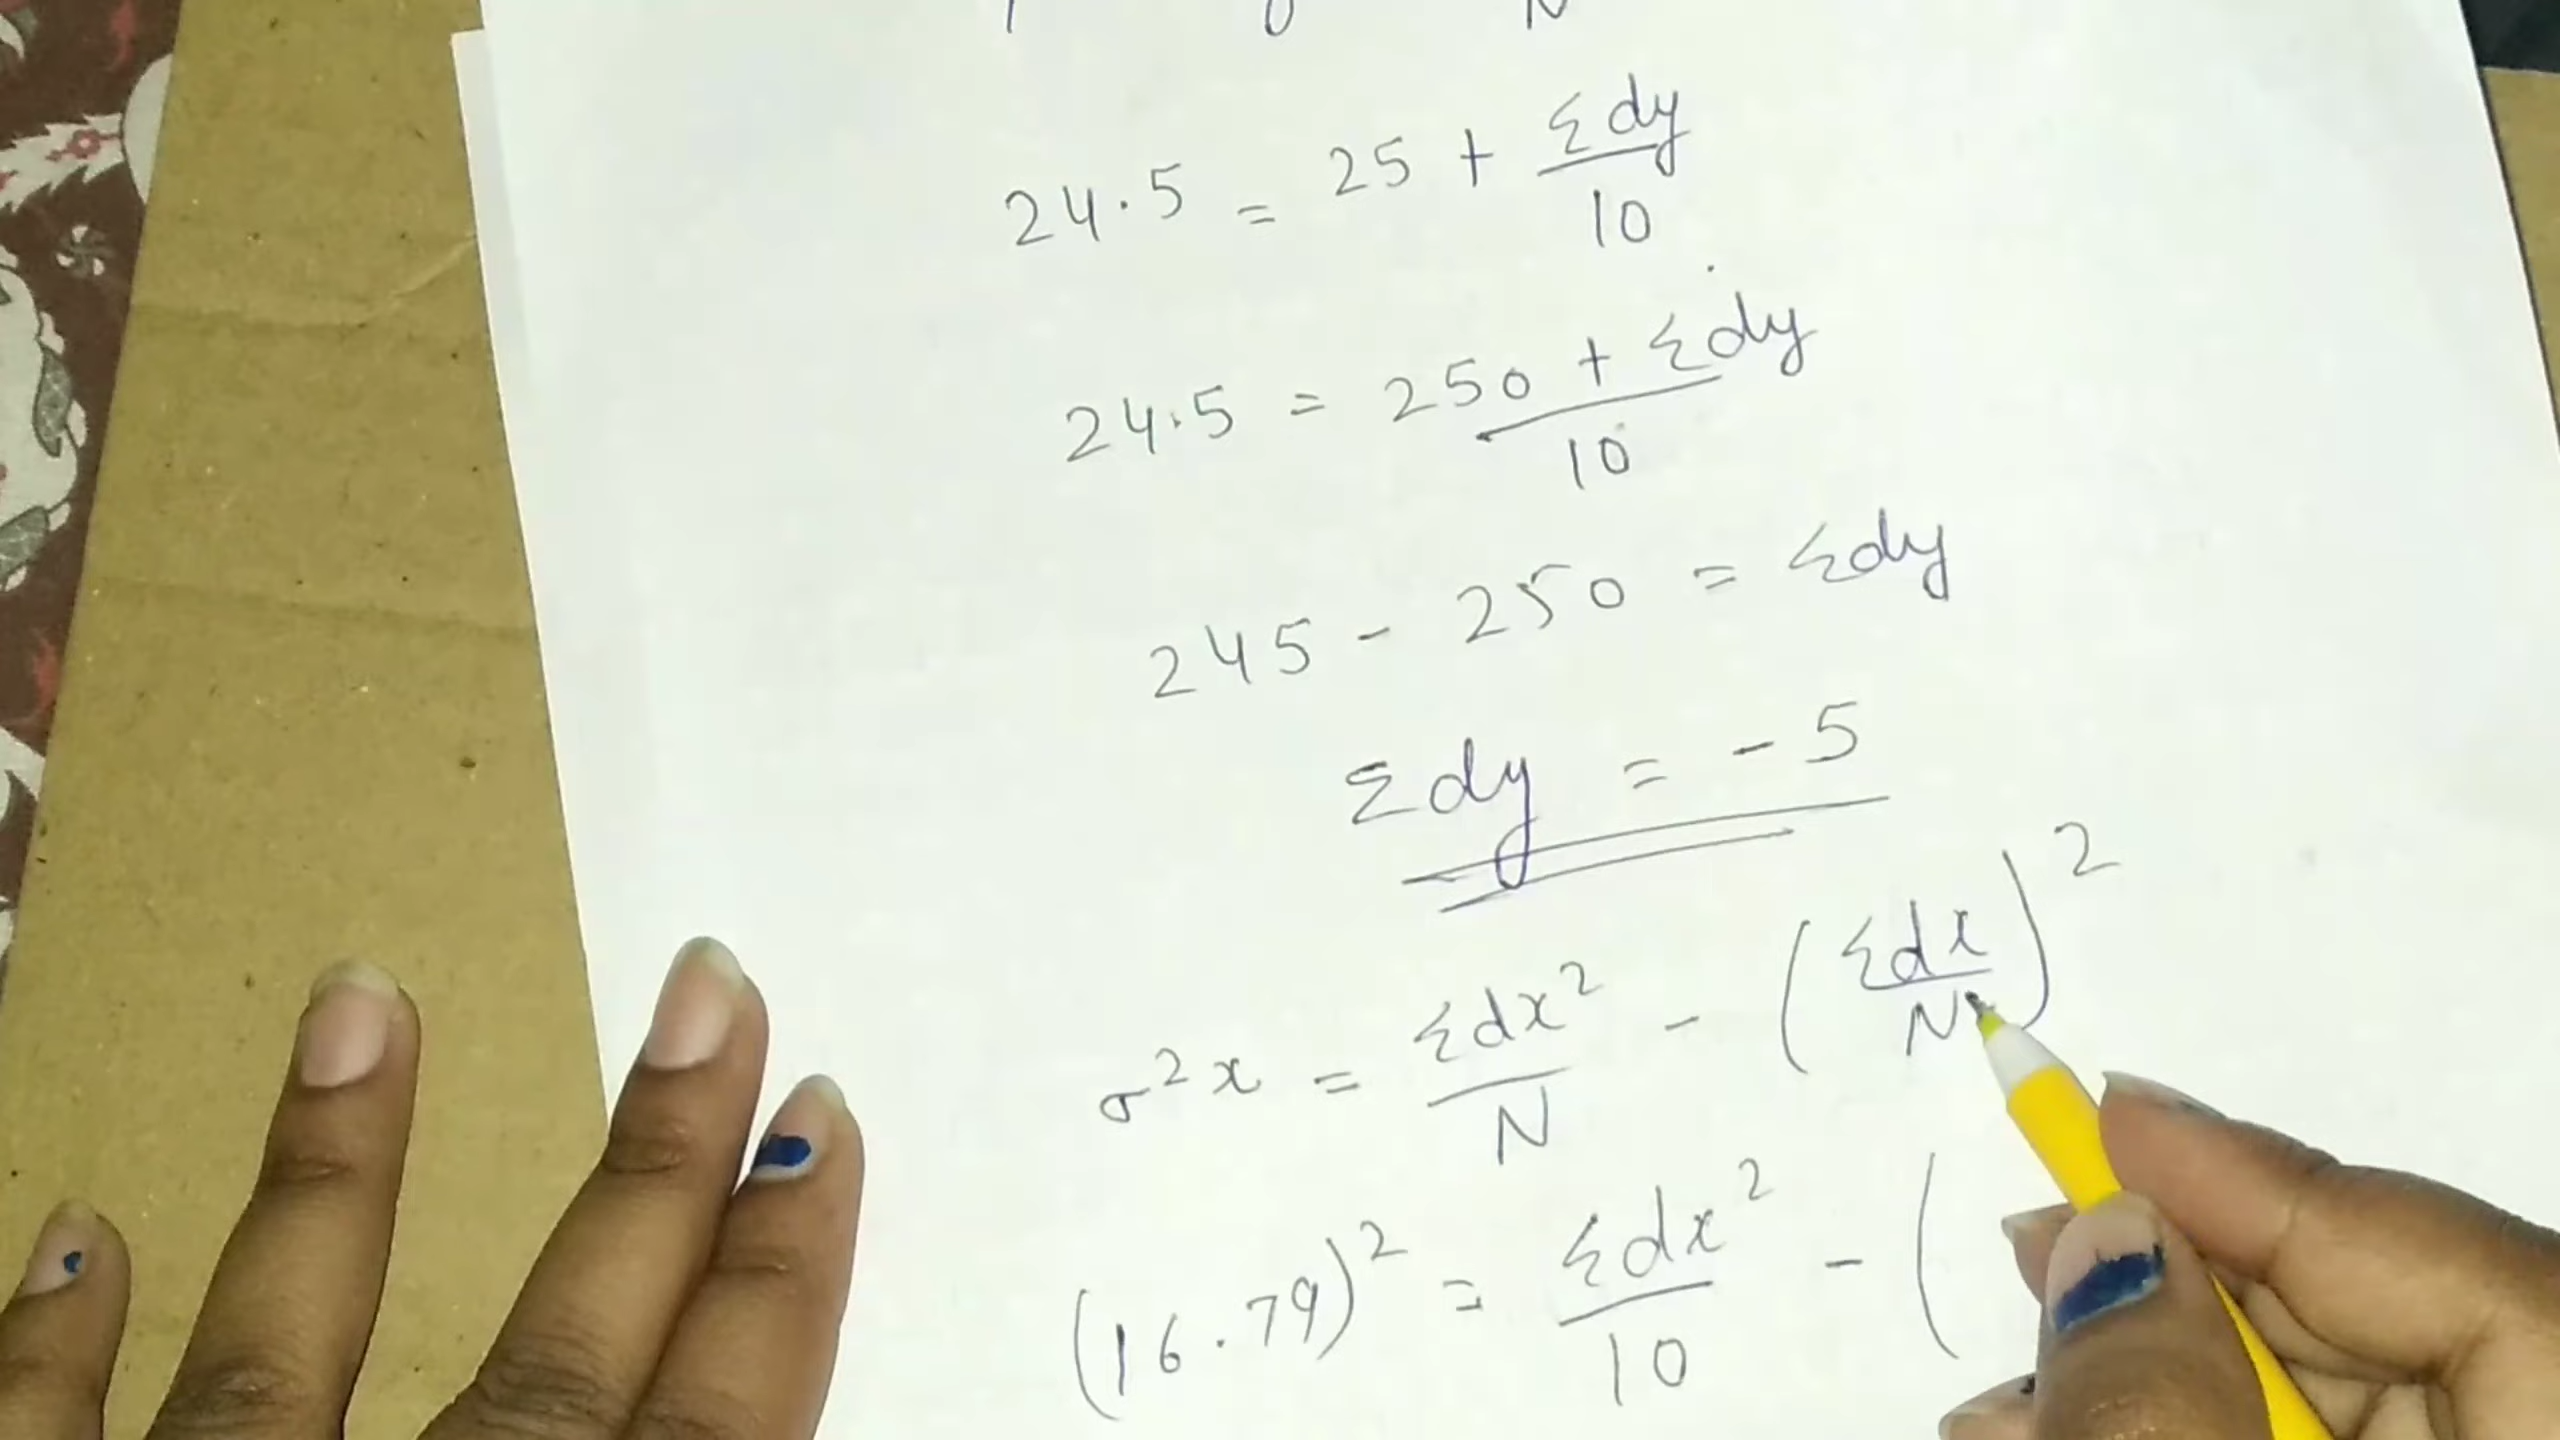 24.5 = 25 + Σdy/10
24.5 = 250 + Σdy/10
245 - 250 = Σdy
Σdy = -5
σ²x = Σdx²/N - (Σdx/N)²
(16.79)² = Σdx²/10 - (